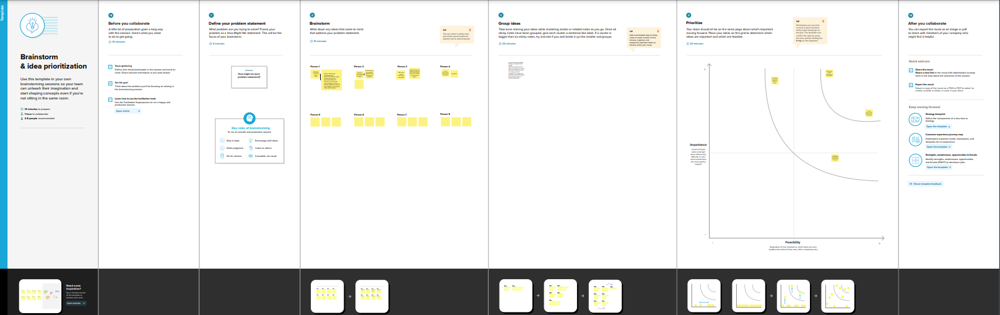 Template
Brainstorm
& idea prioritization
Use this template in your own
brainstorming sessions so your team
can unleash their imagination and
start shaping concepts even if you're
not sitting in the same room.
10 minutes to prepare
1 hour to collaborate
2-8 people recommended
Before you collaborate
A little bit of preparation goes a long way
with this session. Here's what you need
to do to get going.
10 minutes
Team gathering
Define who should participate in the session and send an
invite. Share relevant information or pre-work ahead.
Set the goal
Think about the problem you'll be focusing on solving in
the brainstorming session.
Learn how to use the facilitation tools
Use the Facilitation Superpowers to run a happy and
productive session.
Open article
1
Define your problem statement
What problem are you trying to solve? Frame your
problem as a How Might We statement. This will be the
focus of your brainstorm.
5 minutes
PROBLEM
How might we [your
problem statement]?
Key rules of brainstorming
To run an smooth and productive session
Stay in topic.
Encourage wild ideas.
Defer judgment.
Listen to others.
Go for volume.
If possible, be visual.
2
Brainstorm
Write down any ideas that come to mind
that address your problem statement.
10 minutes
TIP
You can select a sticky note
and hit the pencil [switch to
sketch] icon to start drawing!
Person 1
Person 2
Person 3
Person 4
Person 5
Person 6
Person 7
Person 8
3
Group ideas
Take turns sharing your ideas while clustering similar or related notes as you go. Once all
sticky notes have been grouped, give each cluster a sentence-like label. If a cluster is
bigger than six sticky notes, try and see if you and break it up into smaller sub-groups.
20 minutes
TIP
Add customizable tags to sticky
notes to make it easier to find,
browse, organize, and
categorize important ideas as
themes within your mural.
4
Prioritize
Your team should all be on the same page about what's important
moving forward. Place your ideas on this grid to determine which
ideas are important and which are feasible.
20 minutes
TIP
Participants can use their
cursors to point at where
sticky notes should go on
the grid. The facilitator can
confirm the spot by using
the laser pointer holding the
H key on the keyboard.
Importance
If each of these
tasks could get
done without any
difficulty or cost,
which would have
the most positive
impact?
Feasibility
Regardless of their importance, which tasks are more
feasible than others? (Cost, time, effort, complexity, etc.)
After you collaborate
You can export the mural as an image or pdf
to share with members of your company who
might find it helpful.
Quick add-ons
Share the mural
Share a view link to the mural with stakeholders to keep
them in the loop about the outcomes of the session.
Export the mural
Export a copy of the mural as a PNG or PDF to attach to
emails, include in slides, or save in your drive.
Keep moving forward
Strategy blueprint
Define the components of a new idea or
strategy.
Open the template
Customer experience journey map
Understand customer needs, motivations, and
obstacles for an experience.
Open the template
Strengths, weaknesses, opportunities & threats
Identify strengths, weaknesses, opportunities,
and threats (SWOT) to develop a plan.
Open the template
Share template feedback
Need some
inspiration?
See a finished version
of this template to
kickstart your work.
Open example